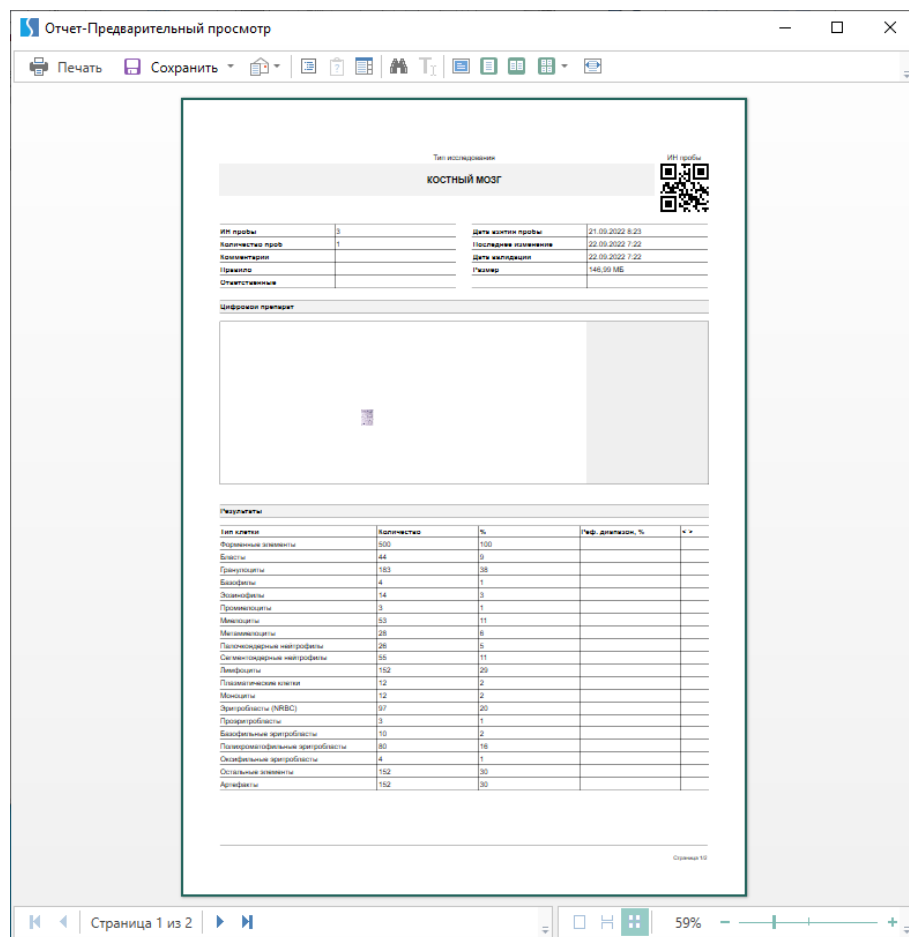 Отчет-Предварительный просмотр
Печать Сохранить
Тип исследования ИН пробы
КОСТНЫЙ МОЗГ
ИН пробы 3 Дата взятия пробы 21.09.2022 8:23
Количество проб 1 Последнее изменение 22.09.2022 7:22
Комментарии Дата валидации 22.09.2022 7:22
Правило Размер 146,99 МБ
Ответственные
Цифровой препарат
Результаты
Тип клетки Количество % Реф. диапазон, % < >
Форменные элементы 500 100
Бласты 44 9
Гранулоциты 183 38
Базофилы 4 1
Эозинофилы 14 3
Промиелоциты 3 1
Миелоциты 53 11
Метамиелоциты 28 6
Палочкоядерные нейтрофилы 26 5
Сегментоядерные нейтрофилы 55 11
Лимфоциты 152 29
Плазматические клетки 12 2
Моноциты 12 2
Эритробласты (NRBC) 97 20
Проэритробласты 3 1
Базофильные эритробласты 10 2
Полихроматофильные эритробласты 80 16
Оксифильные эритробласты 4 1
Остальные элементы 152 30
Артефакты 152 30
Страница 1/2
Страница 1 из 2 59%